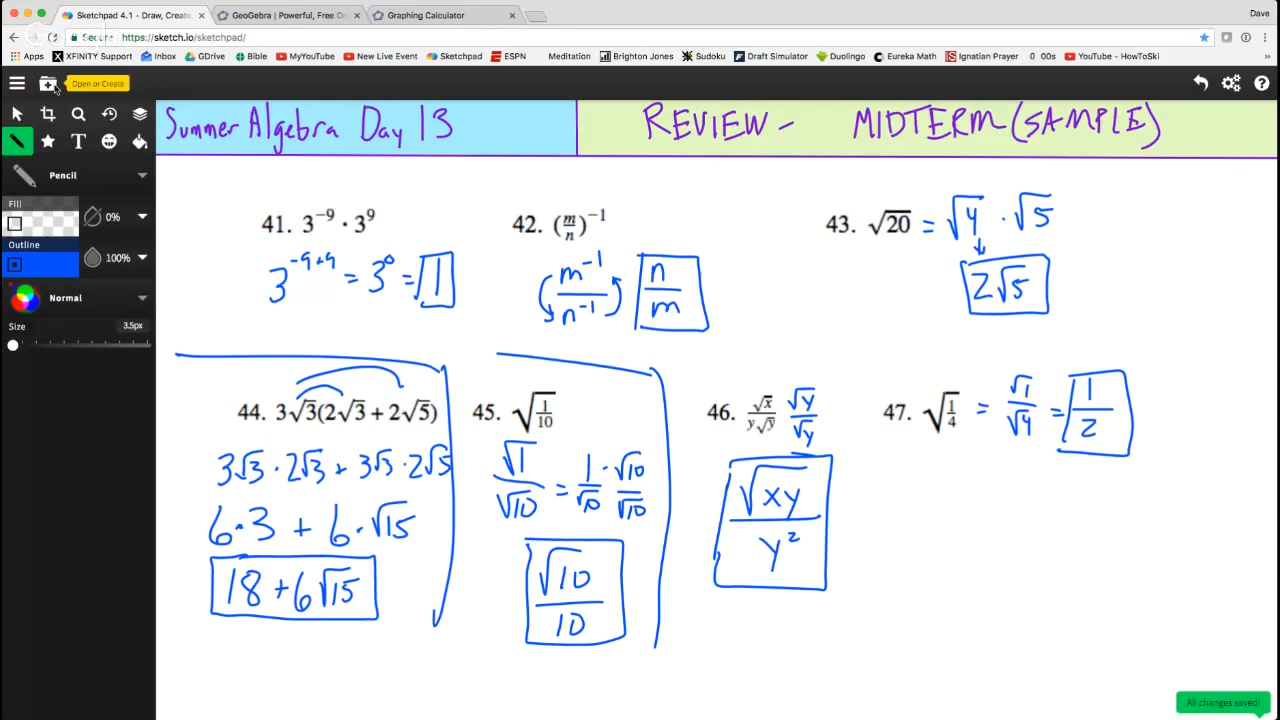 Sketchpad 4.1 - Draw, Create, GeoGebra | Powerful, Free On Graphing Calculator Dave
Secure https://sketch.io/sketchpad/
Apps XFINITY Support Inbox GDrive Bible MyYouTube New Live Event Sketchpad ESPN Meditation Brighton Jones Sudoku Draft Simulator Duolingo Eureka Math Ignatian Prayer 00s YouTube - HowToSki
Open or Create
Summer Algebra Day 13 REVIEW - MIDTERM (SAMPLE)
Pencil
Fill
0%
Outline
100%
Normal
Size 3.5px
41. 3^{-9} · 3^9
3^{-9+9} = 3^0 = 1
42. (m/n)^{-1}
m^{-1}/n^{-1} n/m
43. √20 = √4 · √5
2√5
44. 3√3(2√3 + 2√5)
3√3 · 2√3 + 3√3 · 2√5
6·3 + 6·√15
18 + 6√15
45. √(1/10)
√1/√10 = 1/√10 · √10/√10
√10/10
46. √x/(y√y) √y/√y
√xy/y²
47. √(1/4) = √1/√4 = 1/2
All changes saved!